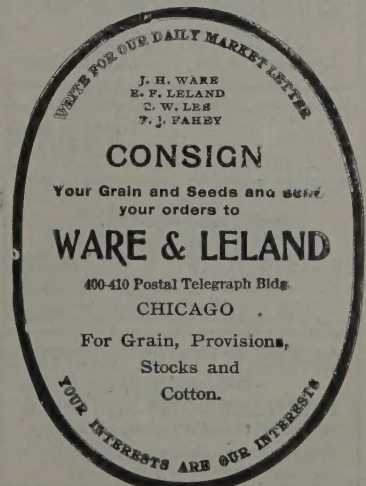 WRITE FOR OUR DAILY MARKET LETTER
J. H. WARE
E. F. LELAND
C. W. LEE
F. J. FAHEY
CONSIGN
Your Grain and Seeds and send
your orders to
WARE & LELAND
400-410 Postal Telegraph Bldg.
CHICAGO
For Grain, Provisions,
Stocks and
Cotton.
YOUR INTERESTS ARE OUR INTERESTS